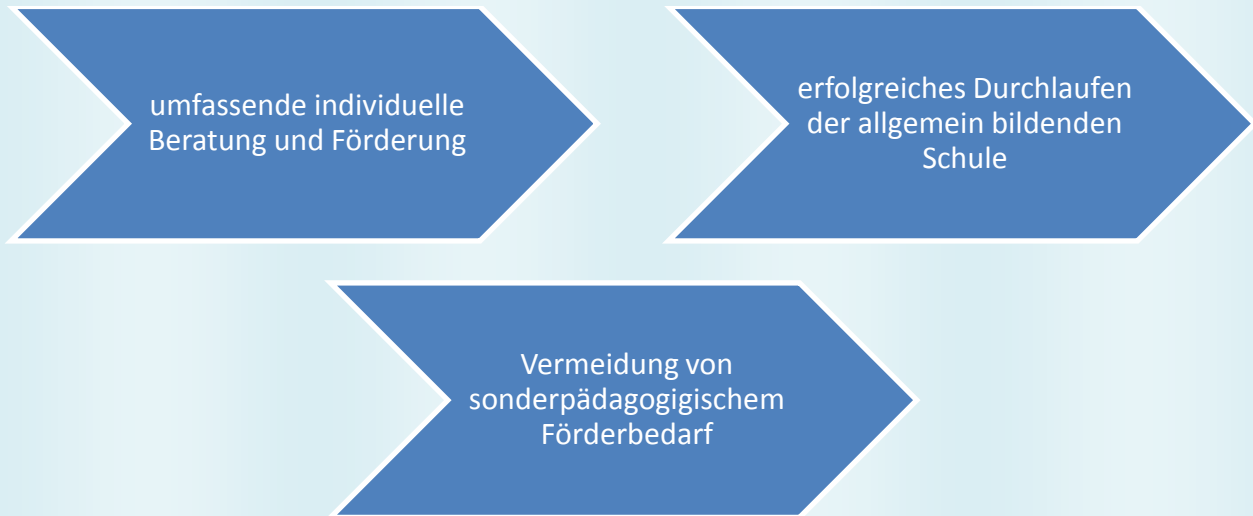 umfassende individuelle
Beratung und Förderung
erfolgreiches Durchlaufen
der allgemein bildenden
Schule
Vermeidung von
sonderpädagogigischem
Förderbedarf